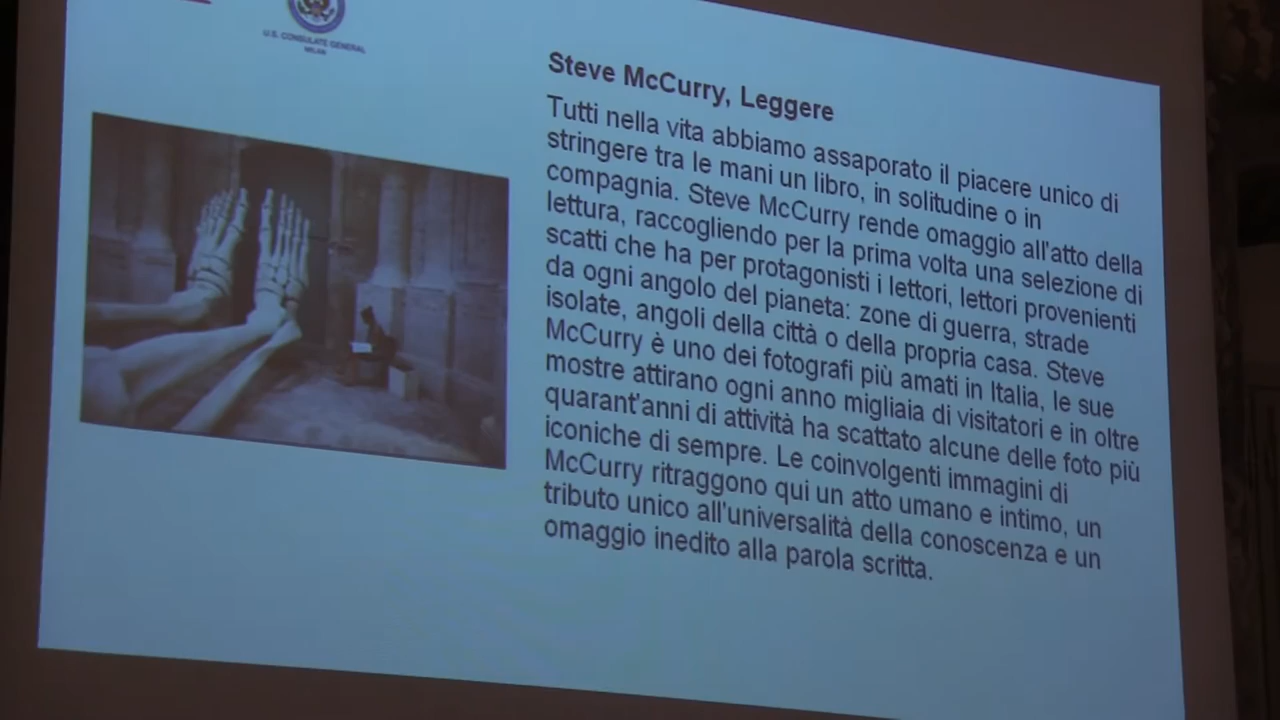 U.S. CONSULATE GENERAL
MILAN
Steve McCurry, Leggere
Tutti nella vita abbiamo assaporato il piacere unico di
stringere tra le mani un libro, in solitudine o in
compagnia. Steve McCurry rende omaggio all'atto della
lettura, raccogliendo per la prima volta una selezione di
scatti che ha per protagonisti i lettori, lettori provenienti
da ogni angolo del pianeta: zone di guerra, strade
isolate, angoli della città o della propria casa. Steve
McCurry è uno dei fotografi più amati in Italia, le sue
mostre attirano ogni anno migliaia di visitatori e in oltre
quarant'anni di attività ha scattato alcune delle foto più
iconiche di sempre. Le coinvolgenti immagini di
McCurry ritraggono qui un atto umano e intimo, un
tributo unico all'universalità della conoscenza e un
omaggio inedito alla parola scritta.